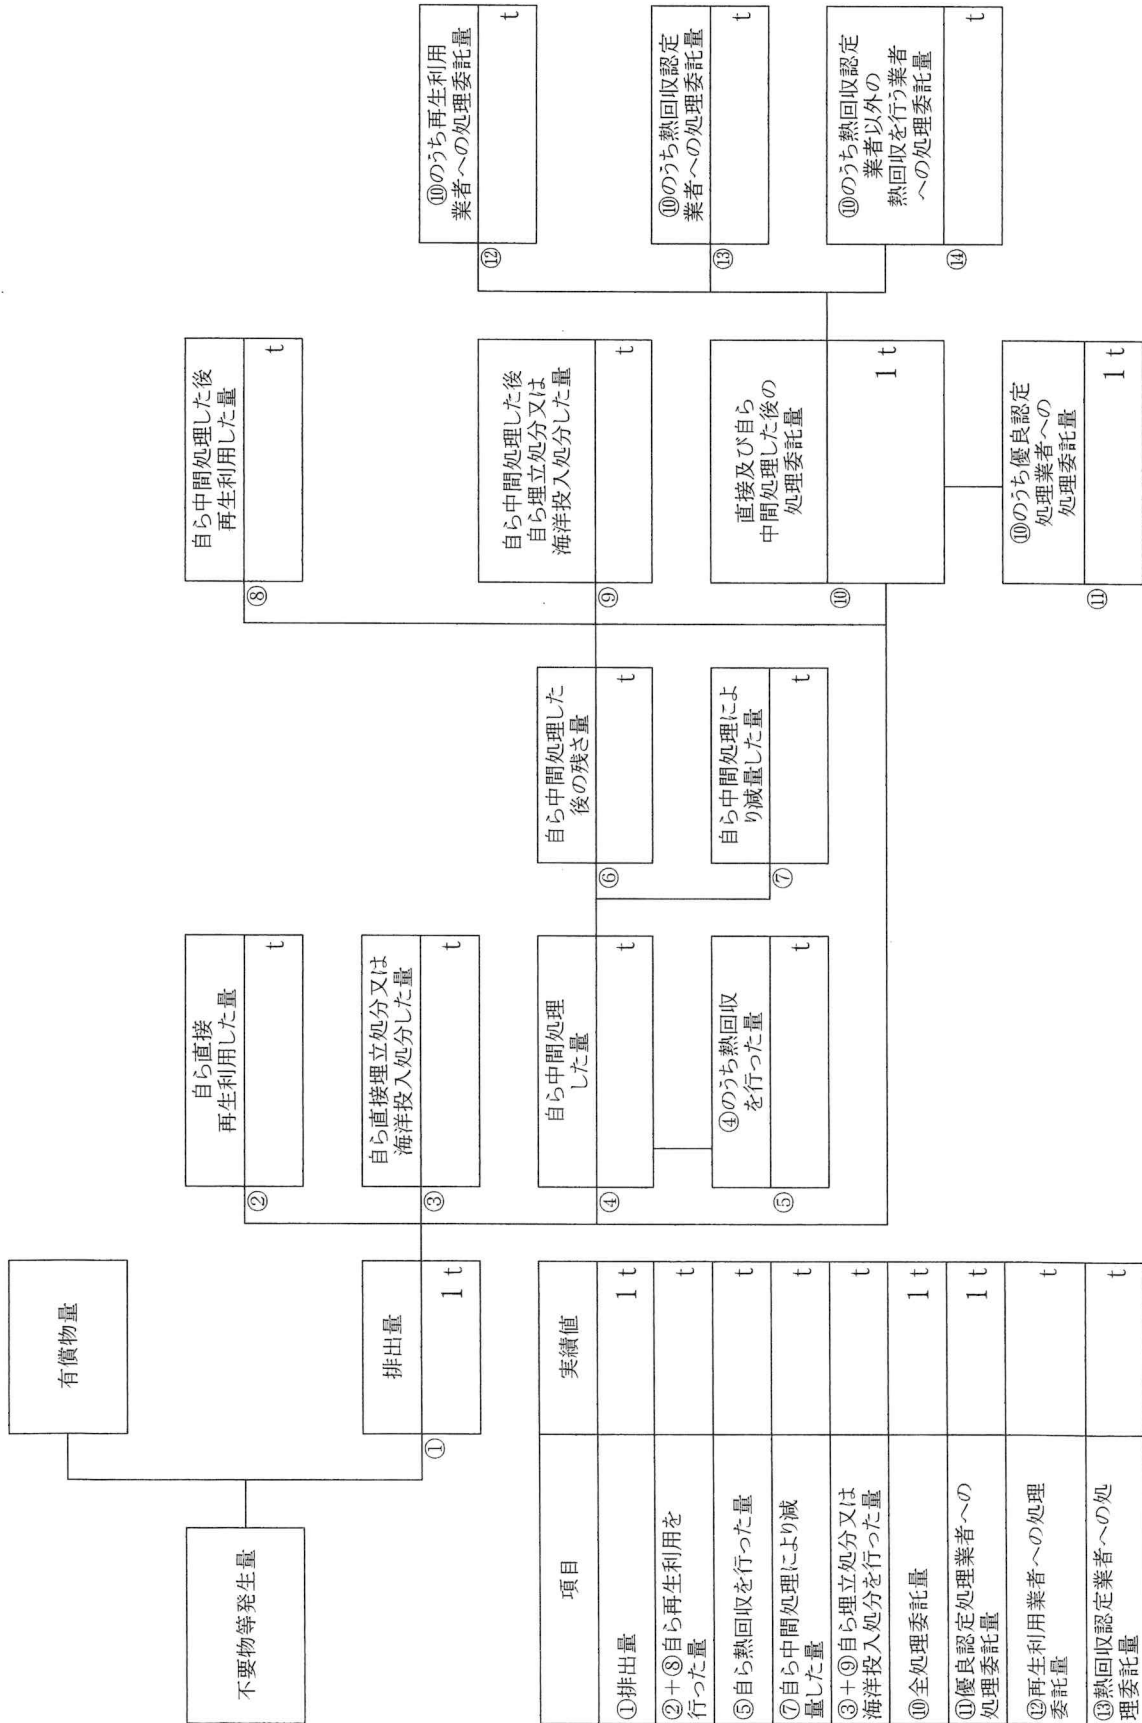 不要物等発生量
有償物量
排出量
①
1 t
自ら直接
再生利用した量
②
t
自ら直接埋立処分又は
海洋投入処分した量
③
t
自ら中間処理
した量
④
t
④のうち熱回収
を行った量
⑤
t
自ら中間処理した
後の残さ量
⑥
t
自ら中間処理によ
り減量した量
⑦
t
自ら中間処理した後
再生利用した量
⑧
t
自ら中間処理した後
自ら埋立処分又は
海洋投入処分した量
⑨
t
直接及び自ら
中間処理した後の
処理委託量
⑩
1 t
⑩のうち優良認定
処理業者への
処理委託量
⑪
1 t
⑩のうち再生利用
業者への処理委託量
⑫
t
⑩のうち熱回収認定
業者への処理委託量
⑬
t
⑩のうち熱回収認定
業者以外の
熱回収を行う業者
への処理委託量
⑭
t
項目 実績値
①排出量 1 t
②+⑧自ら再生利用を
行った量 t
⑤自ら熱回収を行った量 t
⑦自ら中間処理により減
量した量 t
③+⑨自ら埋立処分又は
海洋投入処分を行った量 t
⑩全処理委託量 1 t
⑪優良認定処理業者への
処理委託量 1 t
⑫再生利用業者への処理
委託量 t
⑬熱回収認定業者への処
理委託量 t